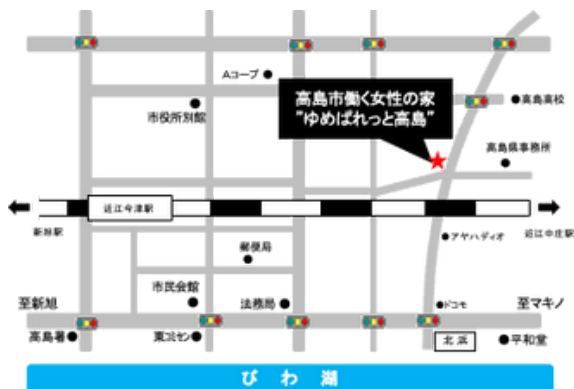 Aコープ
高島市働く女性の家
"ゆめぱれっと高島"
高島高校
市役所別館
高島県事務所
近江今津駅
新旭駅
近江中庄駅
アヤハディオ
郵便局
市民会館
法務局
ドコモ
至新旭
至マキノ
高島署
東コミセン
北浜
平和堂
びわ湖